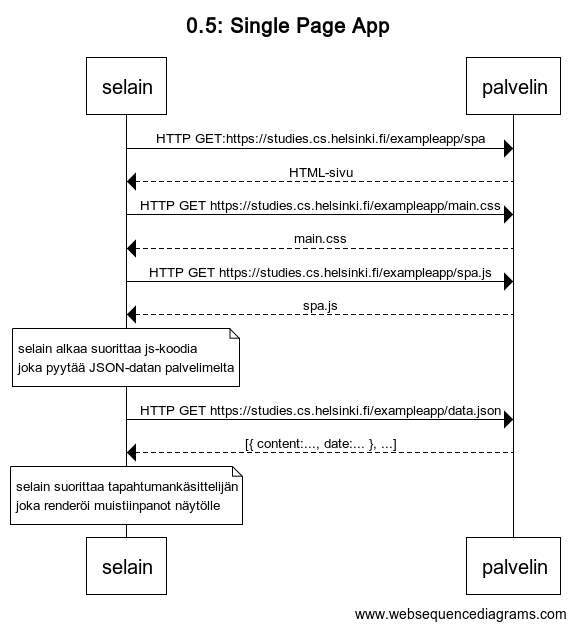 0.5: Single Page App
selain
palvelin
HTTP GET:https://studies.cs.helsinki.fi/exampleapp/spa
HTML-sivu
HTTP GET https://studies.cs.helsinki.fi/exampleapp/main.css
main.css
HTTP GET https://studies.cs.helsinki.fi/exampleapp/spa.js
spa.js
selain alkaa suorittaa js-koodia
joka pyytää JSON-datan palvelimelta
HTTP GET https://studies.cs.helsinki.fi/exampleapp/data.json
[{ content:..., date:... }, ...]
selain suorittaa tapahtumankäsittelijän
joka renderöi muistiinpanot näytölle
selain
palvelin
www.websequencediagrams.com